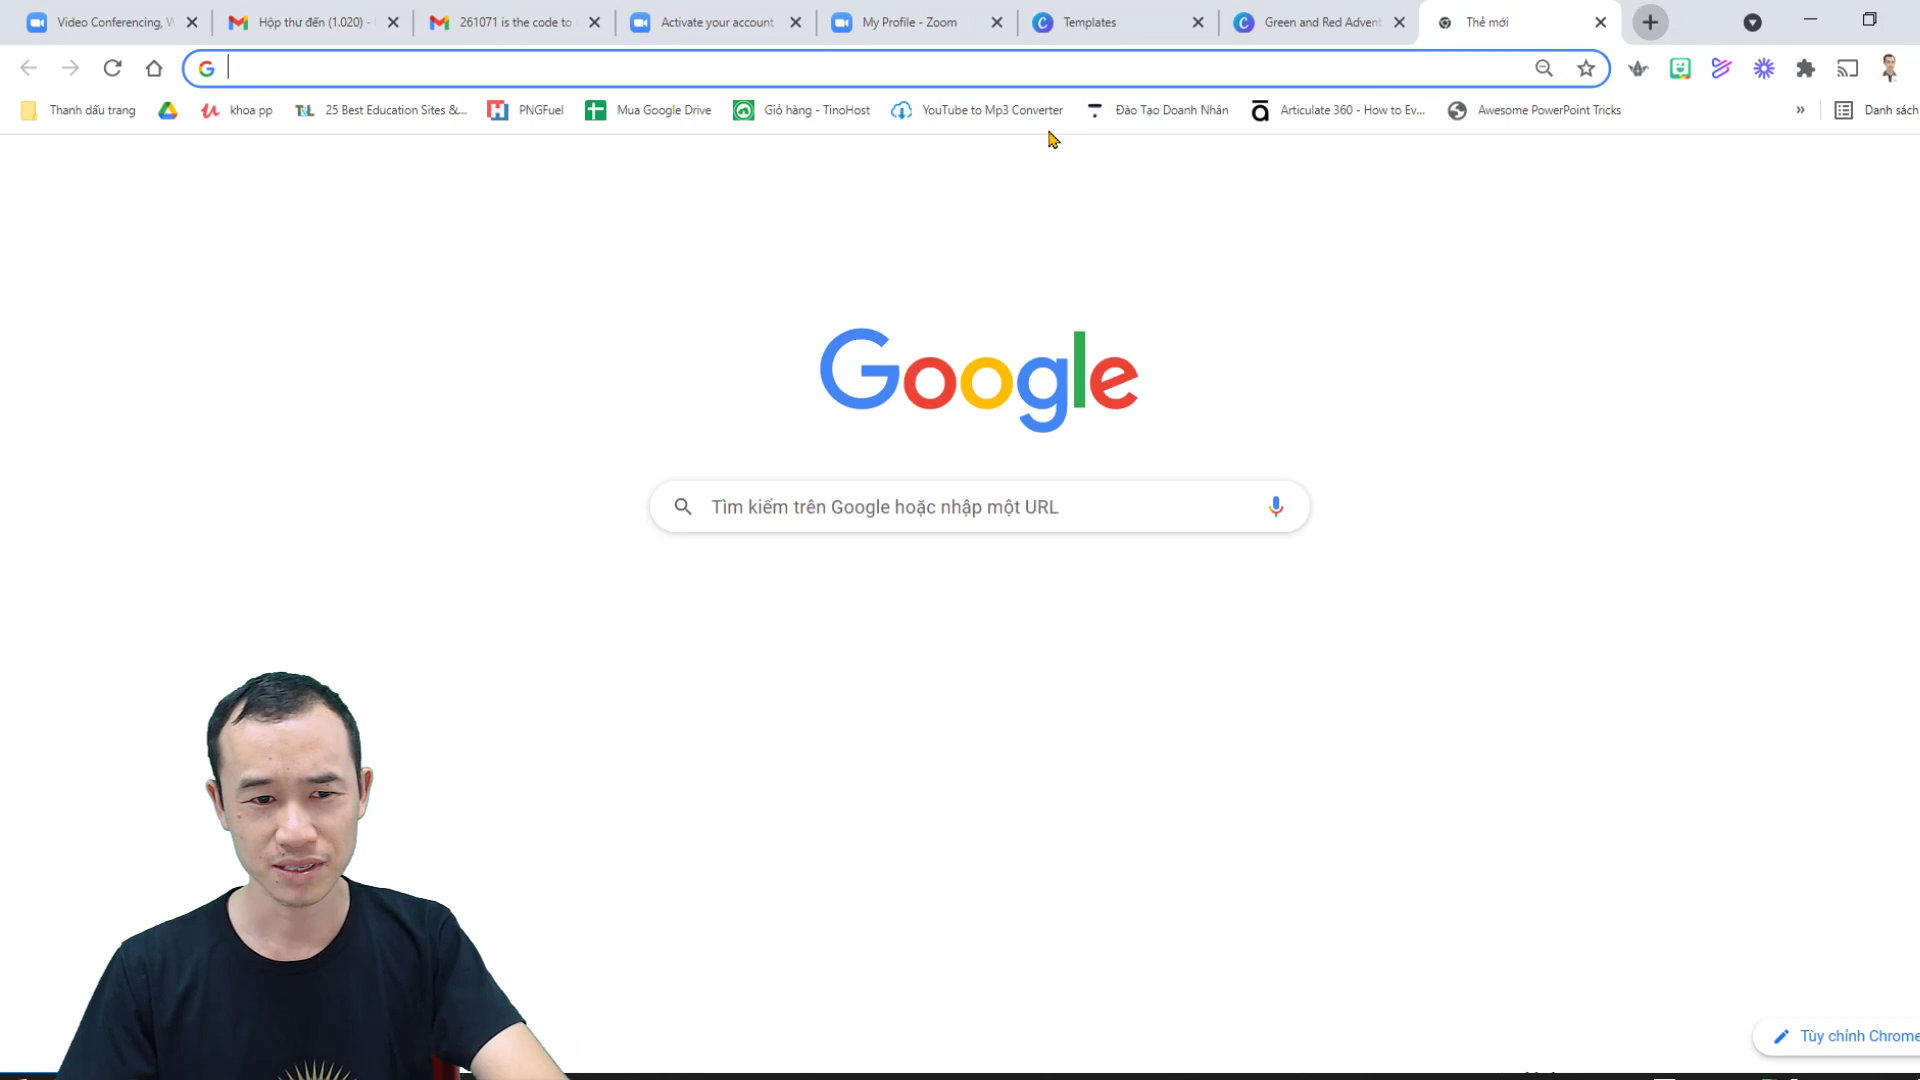 Video Conferencing, W
Hộp thư đến (1.020) -
261071 is the code to
Activate your account
My Profile - Zoom
Templates
Green and Red Advent
Thẻ mới
Thanh dấu trang
khoa pp
25 Best Education Sites &...
PNGFuel
Mua Google Drive
Giỏ hàng - TinoHost
YouTube to Mp3 Converter
Đào Tạo Doanh Nhân
Articulate 360 - How to Ev...
Awesome PowerPoint Tricks
»
Danh sách
Google
Tìm kiếm trên Google hoặc nhập một URL
Tùy chỉnh Chrome